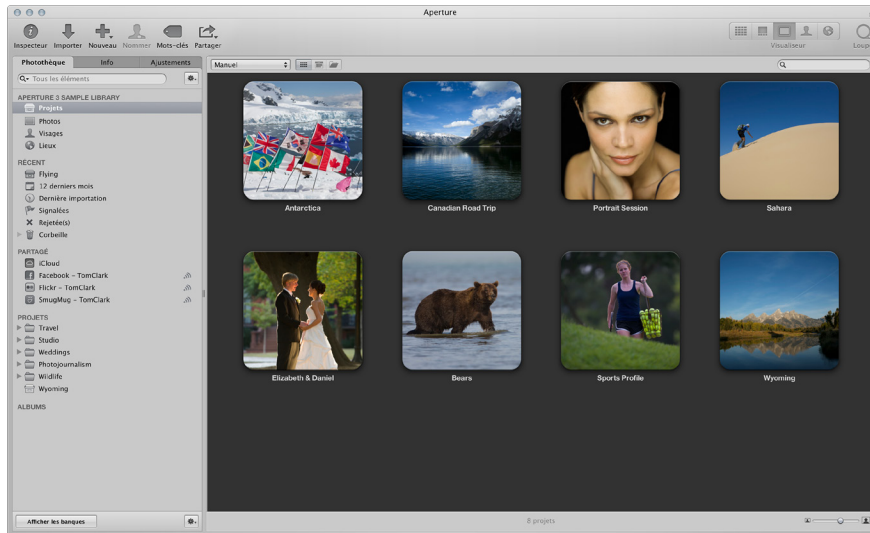 Aperture
Inspecteur Importer Nouveau Nommer Mots-clés Partager
Visualiseur
Loup
Photothèque Info Ajustements
Manuel
Tous les éléments
APERTURE 3 SAMPLE LIBRARY
Projets
Photos
Visages
Lieux
RÉCENT
Flying
12 derniers mois
Dernière importation
Signalées
Rejetée(s)
Corbeille
PARTAGÉ
iCloud
Facebook – TomClark
Flickr – TomClark
SmugMug – TomClark
PROJETS
Travel
Studio
Weddings
Photojournalism
Wildlife
Wyoming
ALBUMS
Antarctica
Canadian Road Trip
Portrait Session
Sahara
Elizabeth & Daniel
Bears
Sports Profile
Wyoming
Afficher les banques
8 projets